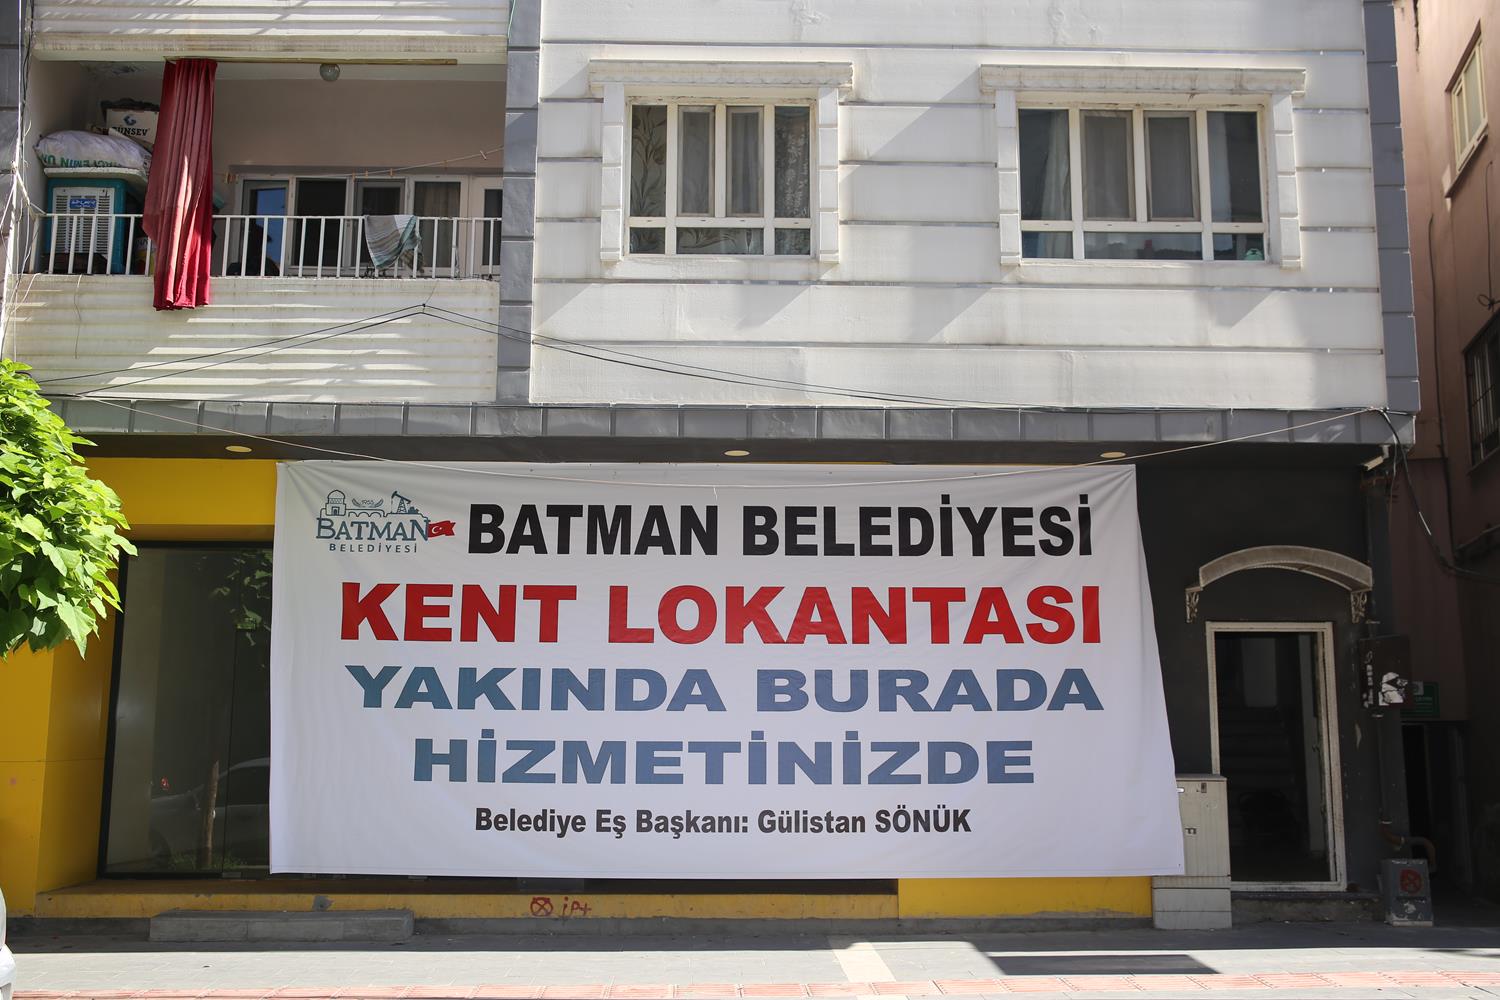 GÜNSEV
BATMAN
BELEDİYESİ
BATMAN BELEDİYESİ
KENT LOKANTASI
YAKINDA BURADA
HİZMETİNİZDE
Belediye Eş Başkanı: Gülistan SÖNÜK